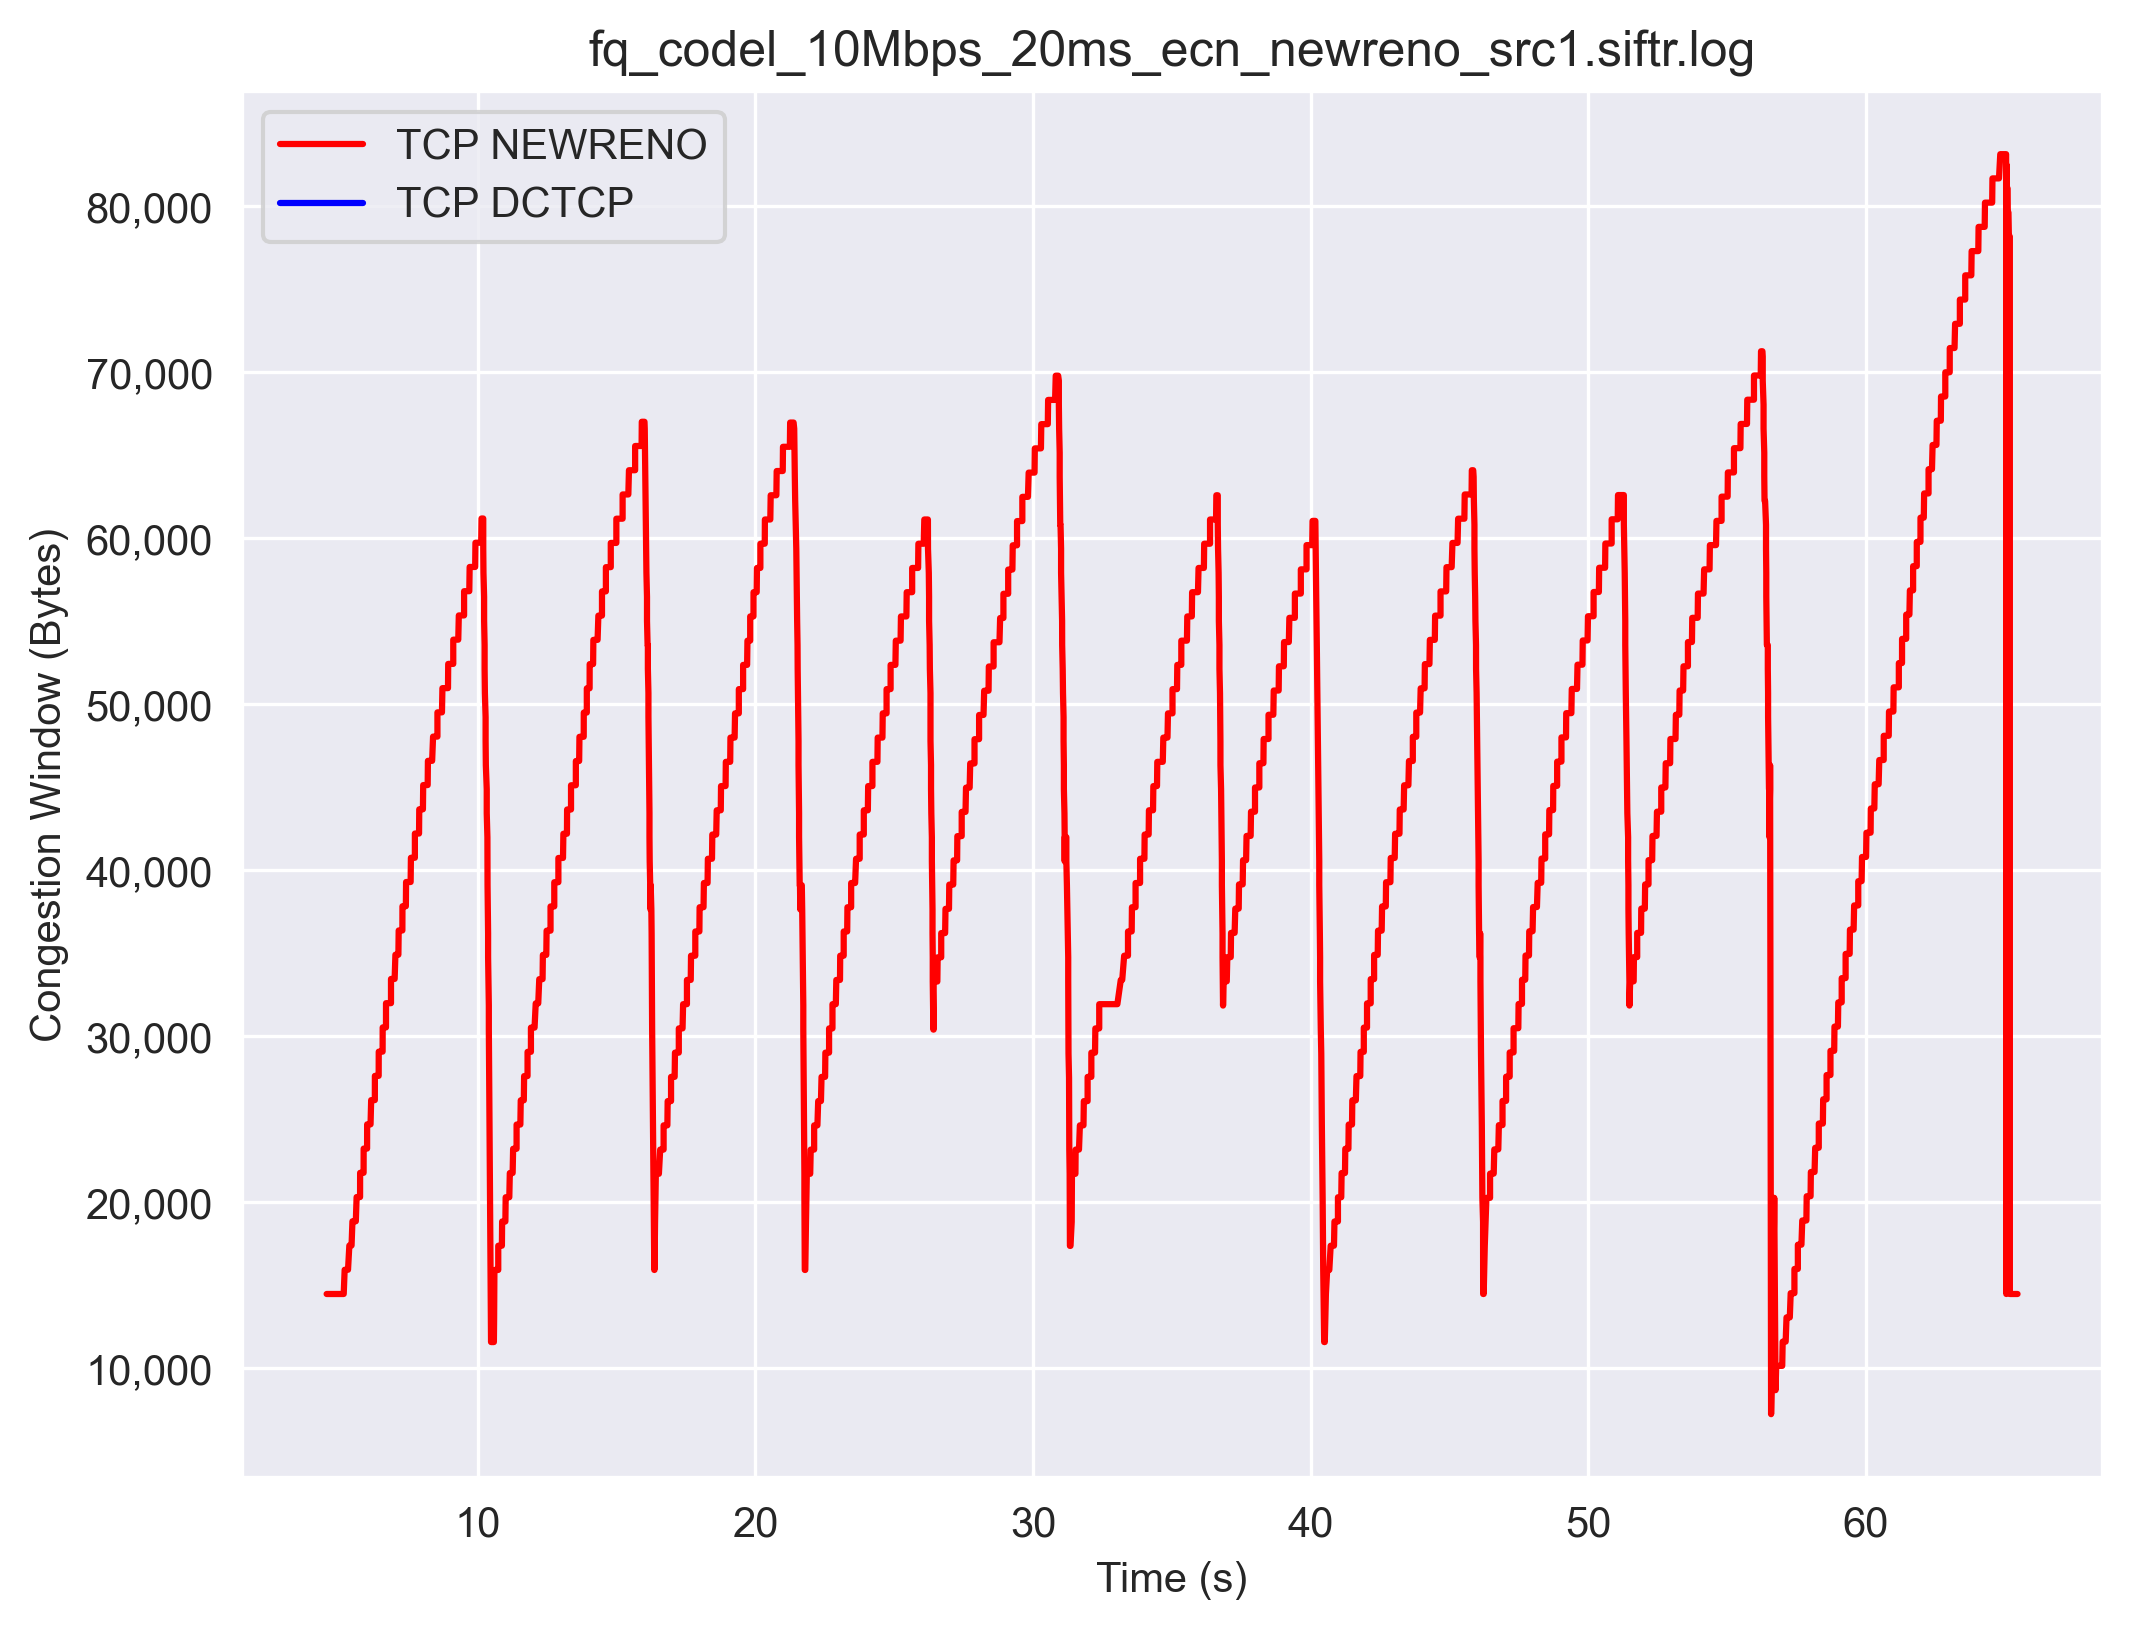 fq_codel_10Mbps_20ms_ecn_newreno_src1.siftr.log
TCP NEWRENO
TCP DCTCP
Congestion Window (Bytes)
80,000
70,000
60,000
50,000
40,000
30,000
20,000
10,000
10 20 30 40 50 60
Time (s)